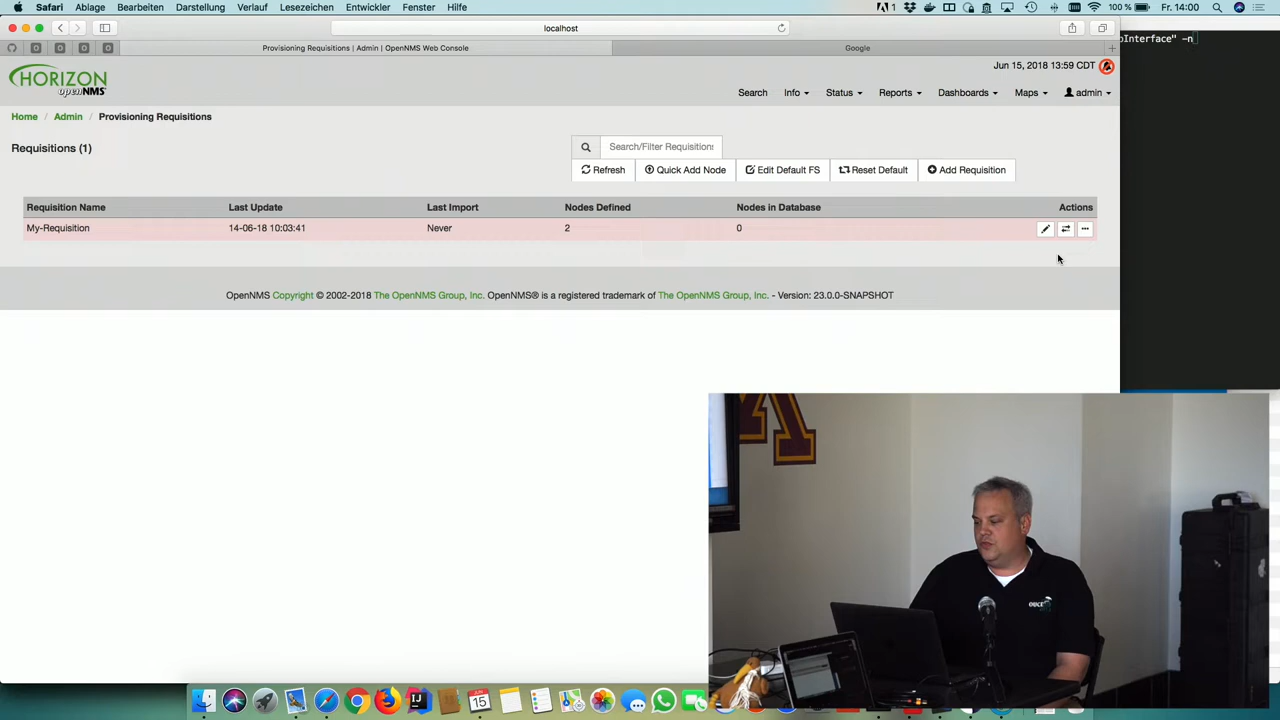 Safari Ablage Bearbeiten Darstellung Verlauf Lesezeichen Entwickler Fenster Hilfe 1 100 % Fr. 14:00
localhost
Provisioning Requisitions | Admin | OpenNMS Web Console Google
pInterface" -n
Jun 15, 2018 13:59 CDT
HORIZON
openNMS
Search Info Status Reports Dashboards Maps admin
Home / Admin / Provisioning Requisitions
Requisitions (1)
Search/Filter Requisitions
Refresh Quick Add Node Edit Default FS Reset Default Add Requisition
Requisition Name Last Update Last Import Nodes Defined Nodes in Database Actions
My-Requisition 14-06-18 10:03:41 Never 2 0
OpenNMS Copyright © 2002-2018 The OpenNMS Group, Inc. OpenNMS® is a registered trademark of The OpenNMS Group, Inc. - Version: 23.0.0-SNAPSHOT
15